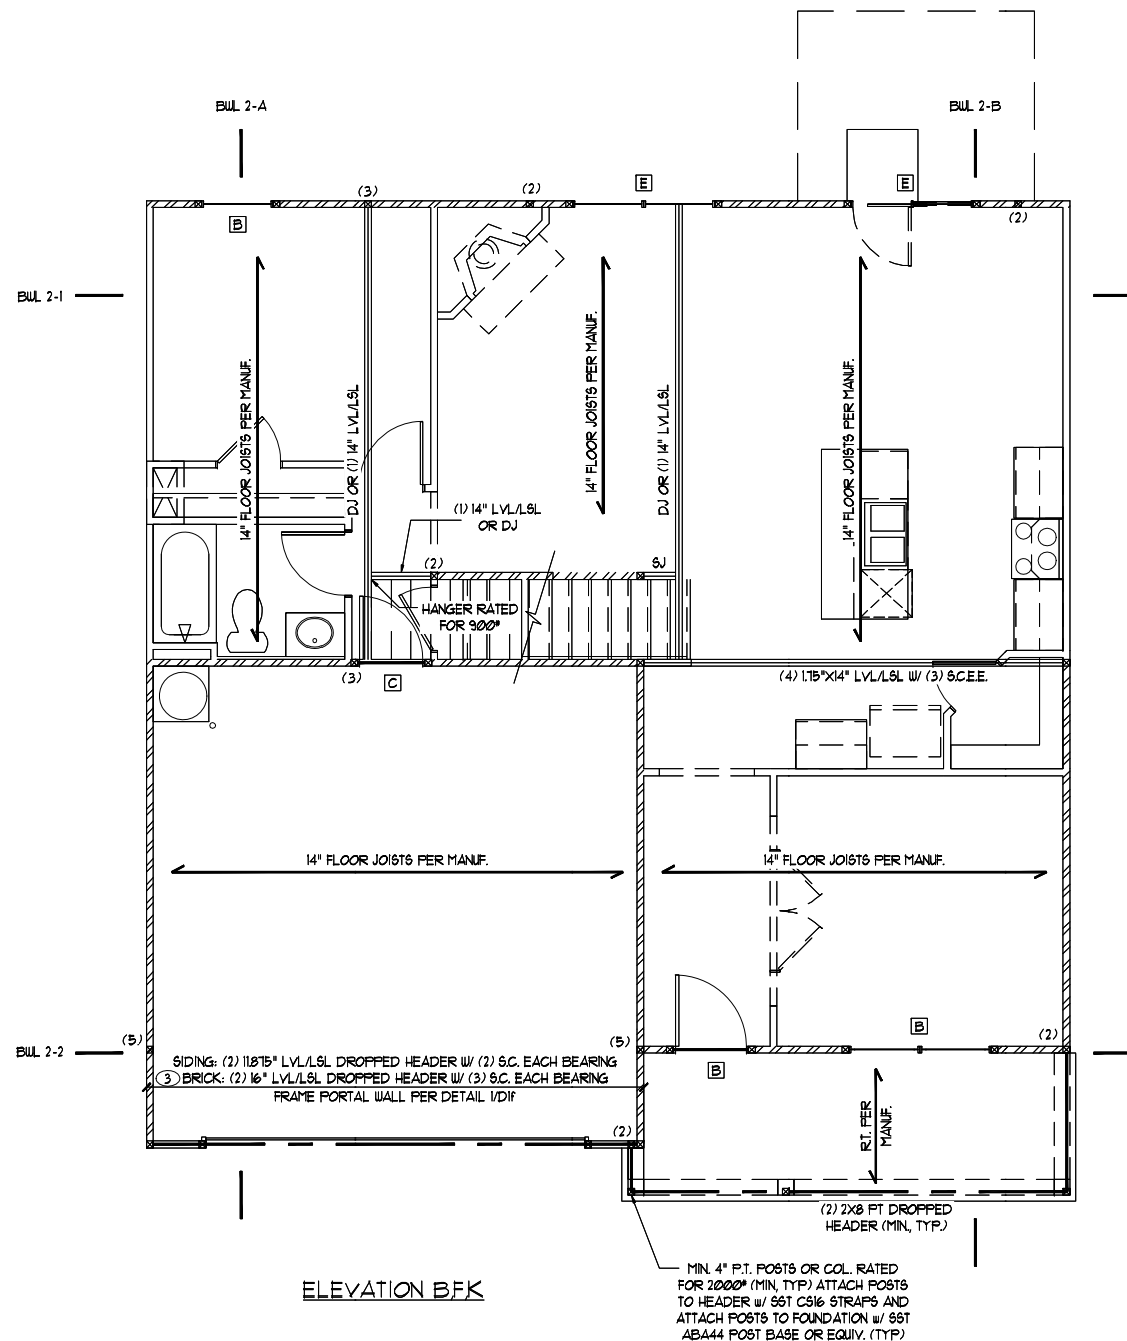 BWL 2-A
BWL 2-B
(3)
(2)
E
E
B
(2)
BWL 2-1
14" FLOOR JOISTS PER MANUF.
DJ OR (1) 14" LVL/LSL
14" FLOOR JOISTS PER MANUF.
DJ OR (1) 14" LVL/LSL
14" FLOOR JOISTS PER MANUF.
(1) 14" LVL/LSL
OR DJ
(2)
SJ
HANGER RATED
FOR 900#
(3)
C
(4) 1.75"X14" LVL/LSL W/ (3) S.C.E.E.
14" FLOOR JOISTS PER MANUF.
14" FLOOR JOISTS PER MANUF.
BWL 2-2
(5)
(5)
B
(2)
B
SIDING: (2) 11.875" LVL/LSL DROPPED HEADER W/ (2) S.C. EACH BEARING
3 BRICK: (2) 16" LVL/LSL DROPPED HEADER W/ (3) S.C. EACH BEARING
FRAME PORTAL WALL PER DETAIL 1/D1f
(2)
R.T. PER
MANUF.
(2) 2X8 PT DROPPED
HEADER (MIN., TYP.)
ELEVATION B,F,K
MIN. 4" P.T. POSTS OR COL. RATED
FOR 2000# (MIN, TYP) ATTACH POSTS
TO HEADER w/ SST CS16 STRAPS AND
ATTACH POSTS TO FOUNDATION w/ SST
ABA44 POST BASE OR EQUIV. (TYP)